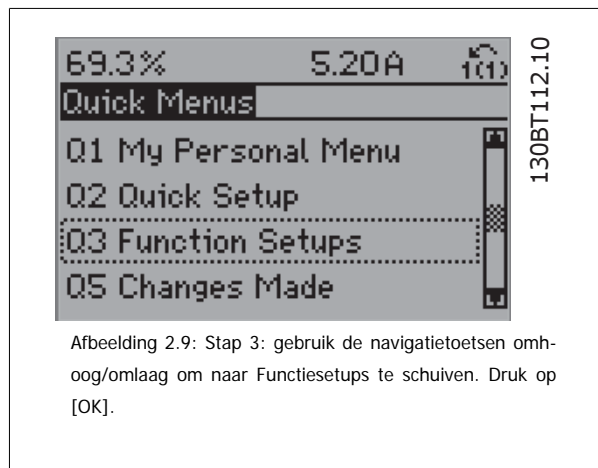 69.3% 5.20A 1(1)
Quick Menus
Q1 My Personal Menu
Q2 Quick Setup
Q3 Function Setups
Q5 Changes Made
130BT112.10
Afbeelding 2.9: Stap 3: gebruik de navigatietoetsen omh-
oog/omlaag om naar Functiesetups te schuiven. Druk op
[OK].